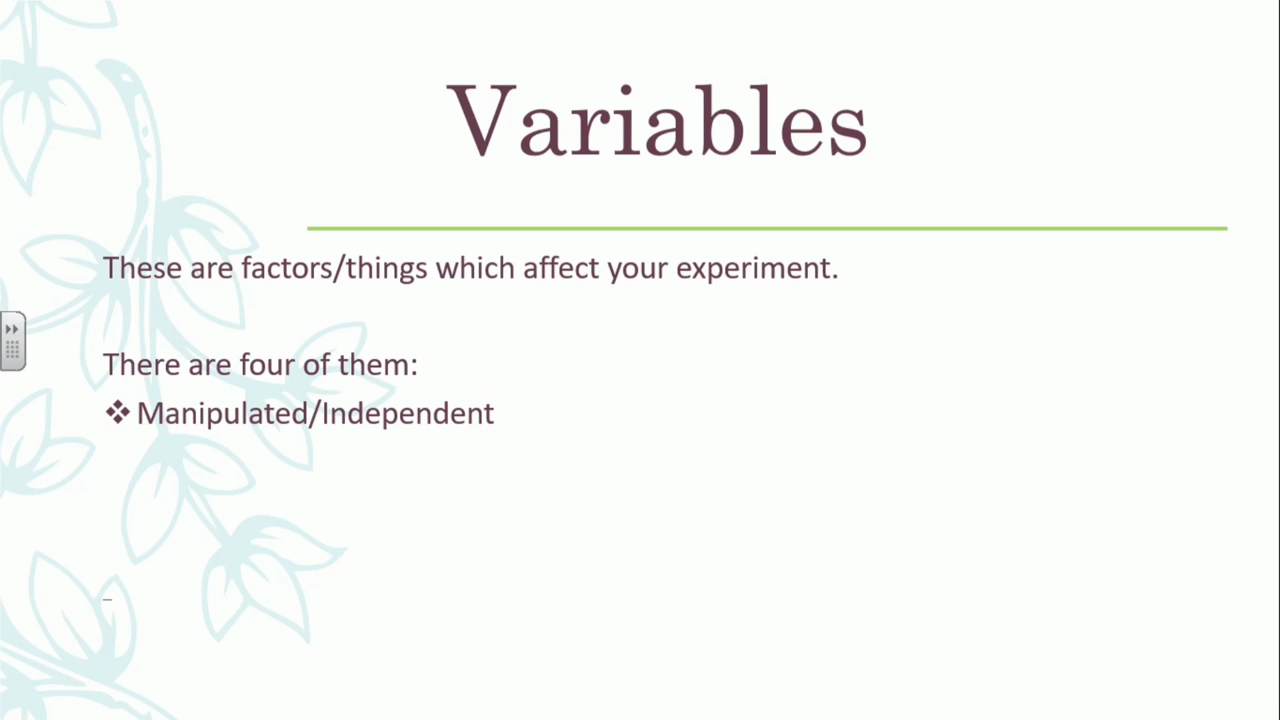 Variables
These are factors/things which affect your experiment.
There are four of them:
❖ Manipulated/Independent
–